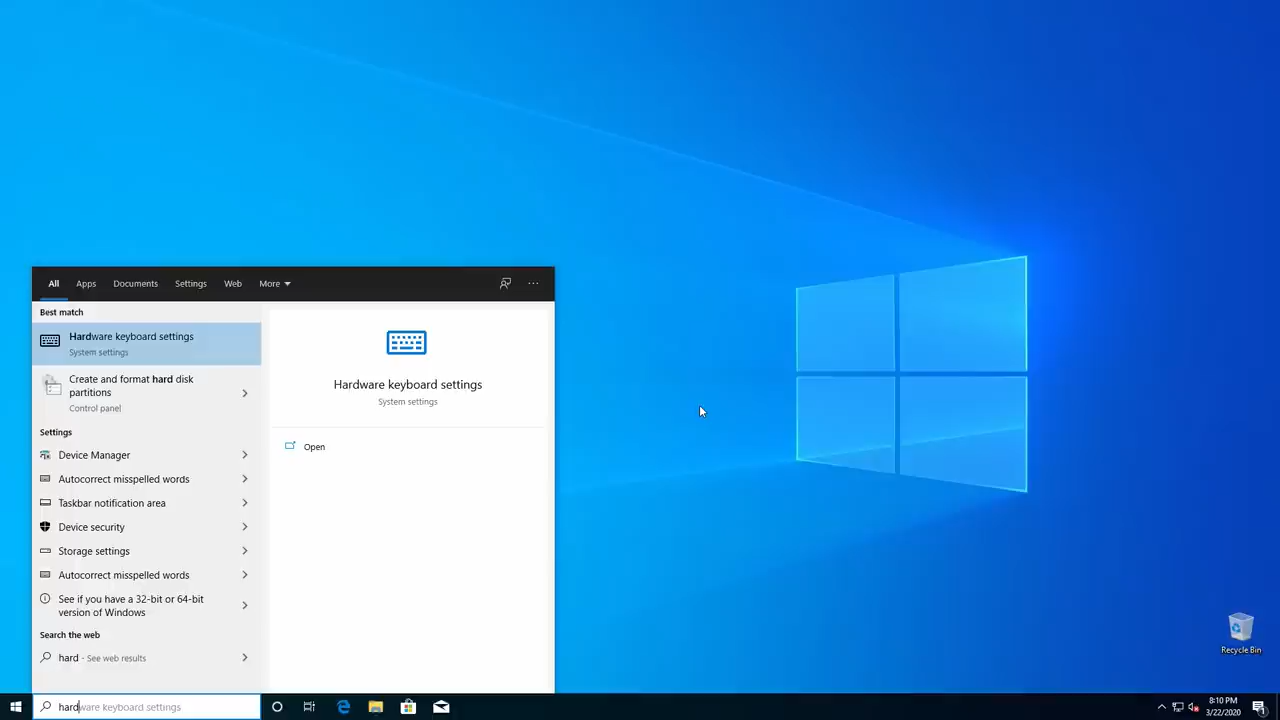 All Apps Documents Settings Web More
Best match
Hardware keyboard settings
System settings
Create and format hard disk
partitions
Control panel
Settings
Device Manager
Autocorrect misspelled words
Taskbar notification area
Device security
Storage settings
Autocorrect misspelled words
See if you have a 32-bit or 64-bit
version of Windows
Search the web
hard - See web results
Hardware keyboard settings
System settings
Open
Recycle Bin
hardware keyboard settings
8:10 PM
3/22/2020
1